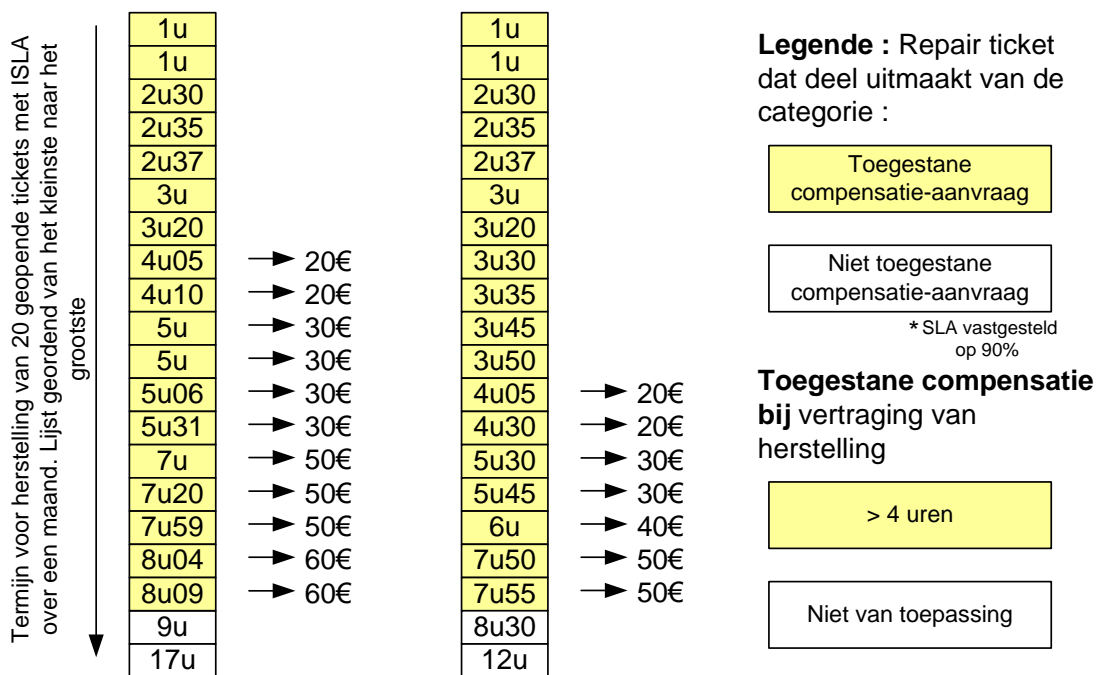 Termijn voor herstelling van 20 geopende tickets met ISLA
over een maand. Lijst geordend van het kleinste naar het
grootste
1u
1u
2u30
2u35
2u37
3u
3u20
4u05 20€
4u10 20€
5u 30€
5u 30€
5u06 30€
5u31 30€
7u 50€
7u20 50€
7u59 50€
8u04 60€
8u09 60€
9u
17u
1u
1u
2u30
2u35
2u37
3u
3u20
3u30
3u35
3u45
3u50
4u05 20€
4u30 20€
5u30 30€
5u45 30€
6u 40€
7u50 50€
7u55 50€
8u30
12u
Legende : Repair ticket
dat deel uitmaakt van de
categorie :
Toegestane
compensatie-aanvraag
Niet toegestane
compensatie-aanvraag
* SLA vastgesteld
op 90%
Toegestane compensatie
bij vertraging van
herstelling
> 4 uren
Niet van toepassing